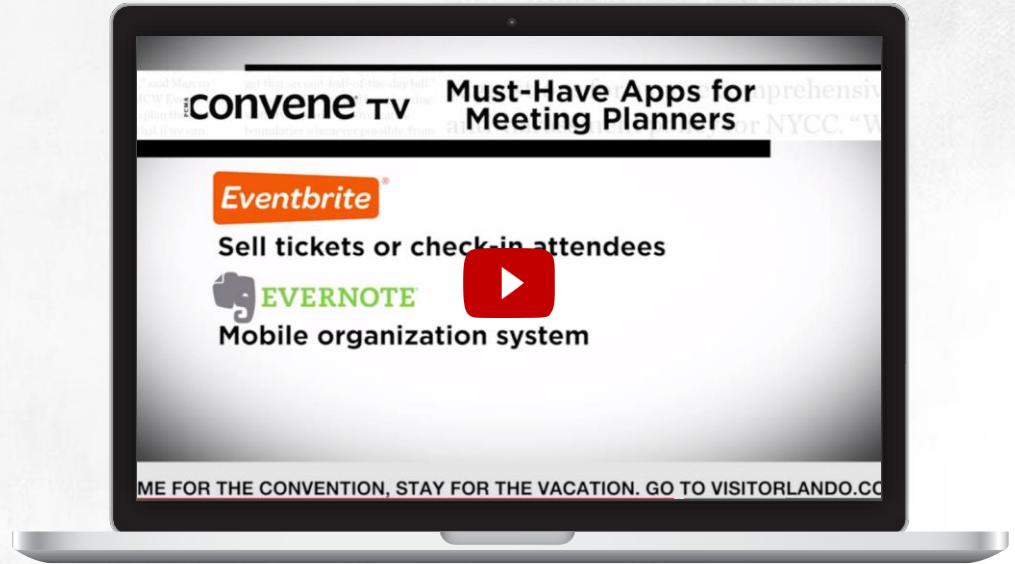 PCMA convene TV
Must-Have Apps for
Meeting Planners
Eventbrite®
Sell tickets or check-in attendees
EVERNOTE
Mobile organization system
ME FOR THE CONVENTION, STAY FOR THE VACATION. GO TO VISITORLANDO.CO